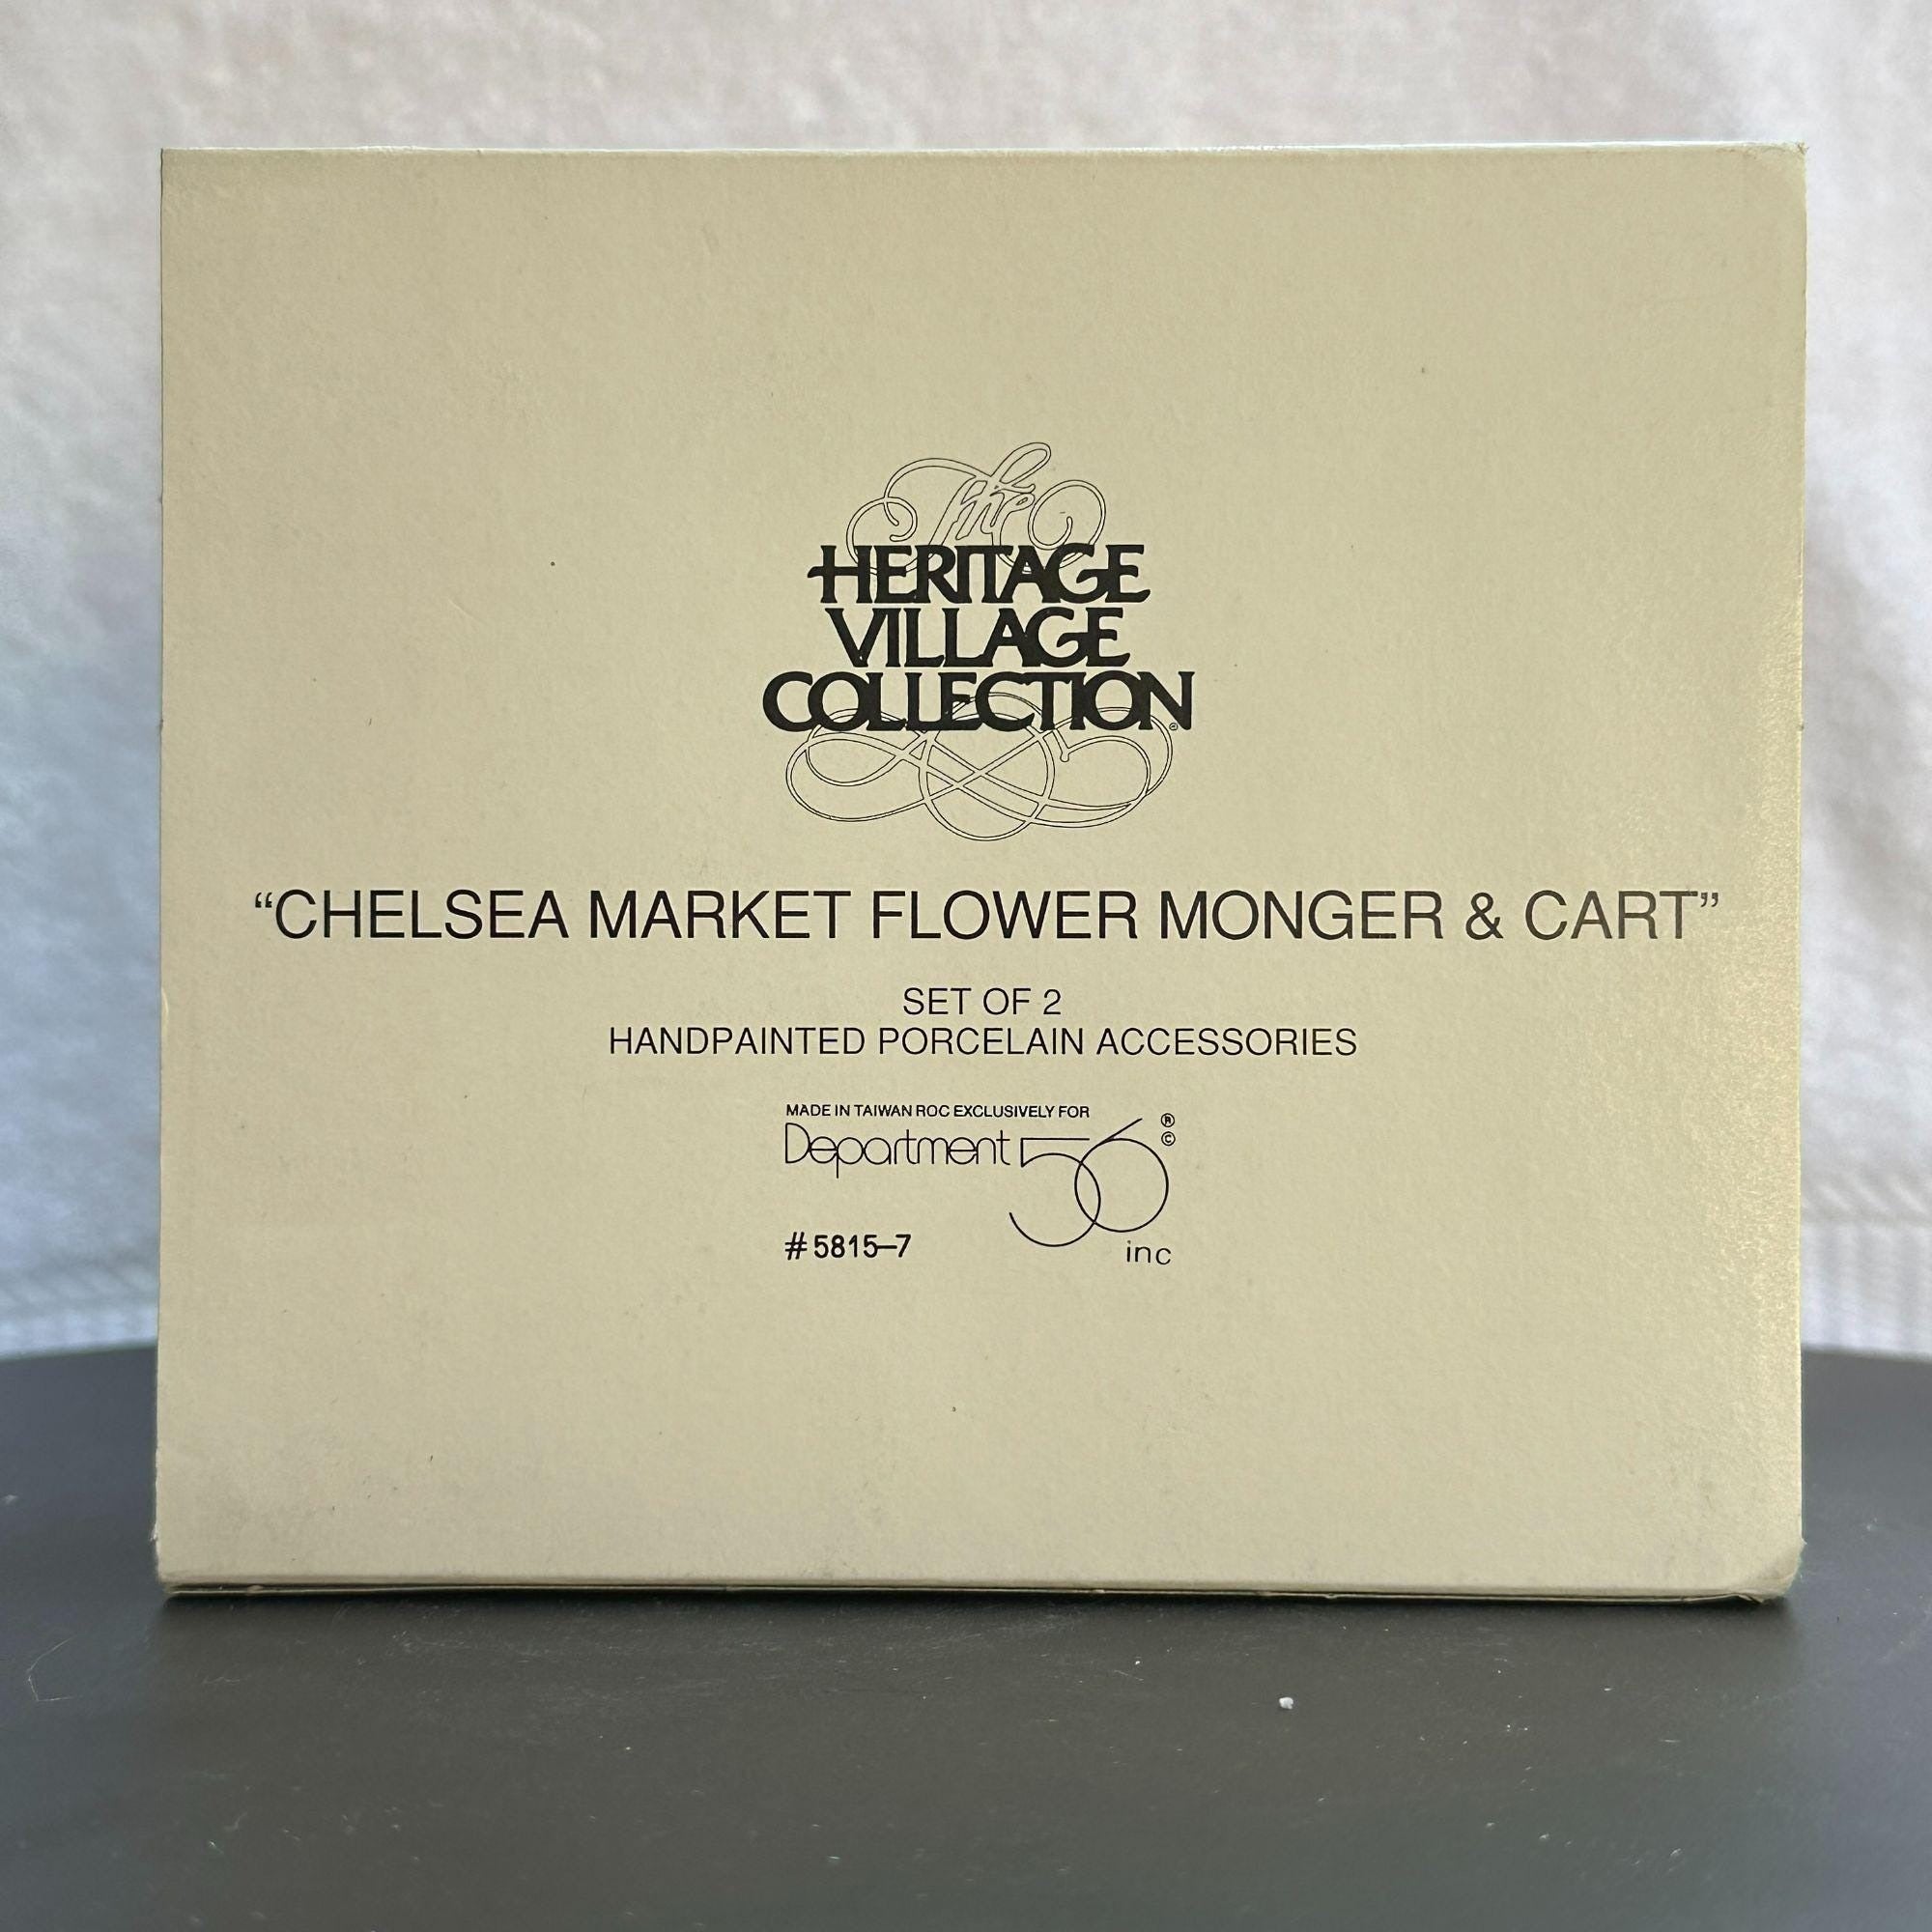 The
HERITAGE
VILLAGE
COLLECTION®
“CHELSEA MARKET FLOWER MONGER & CART”
SET OF 2
HANDPAINTED PORCELAIN ACCESSORIES
MADE IN TAIWAN ROC EXCLUSIVELY FOR
Department 56 ® ©
inc
#5815–7